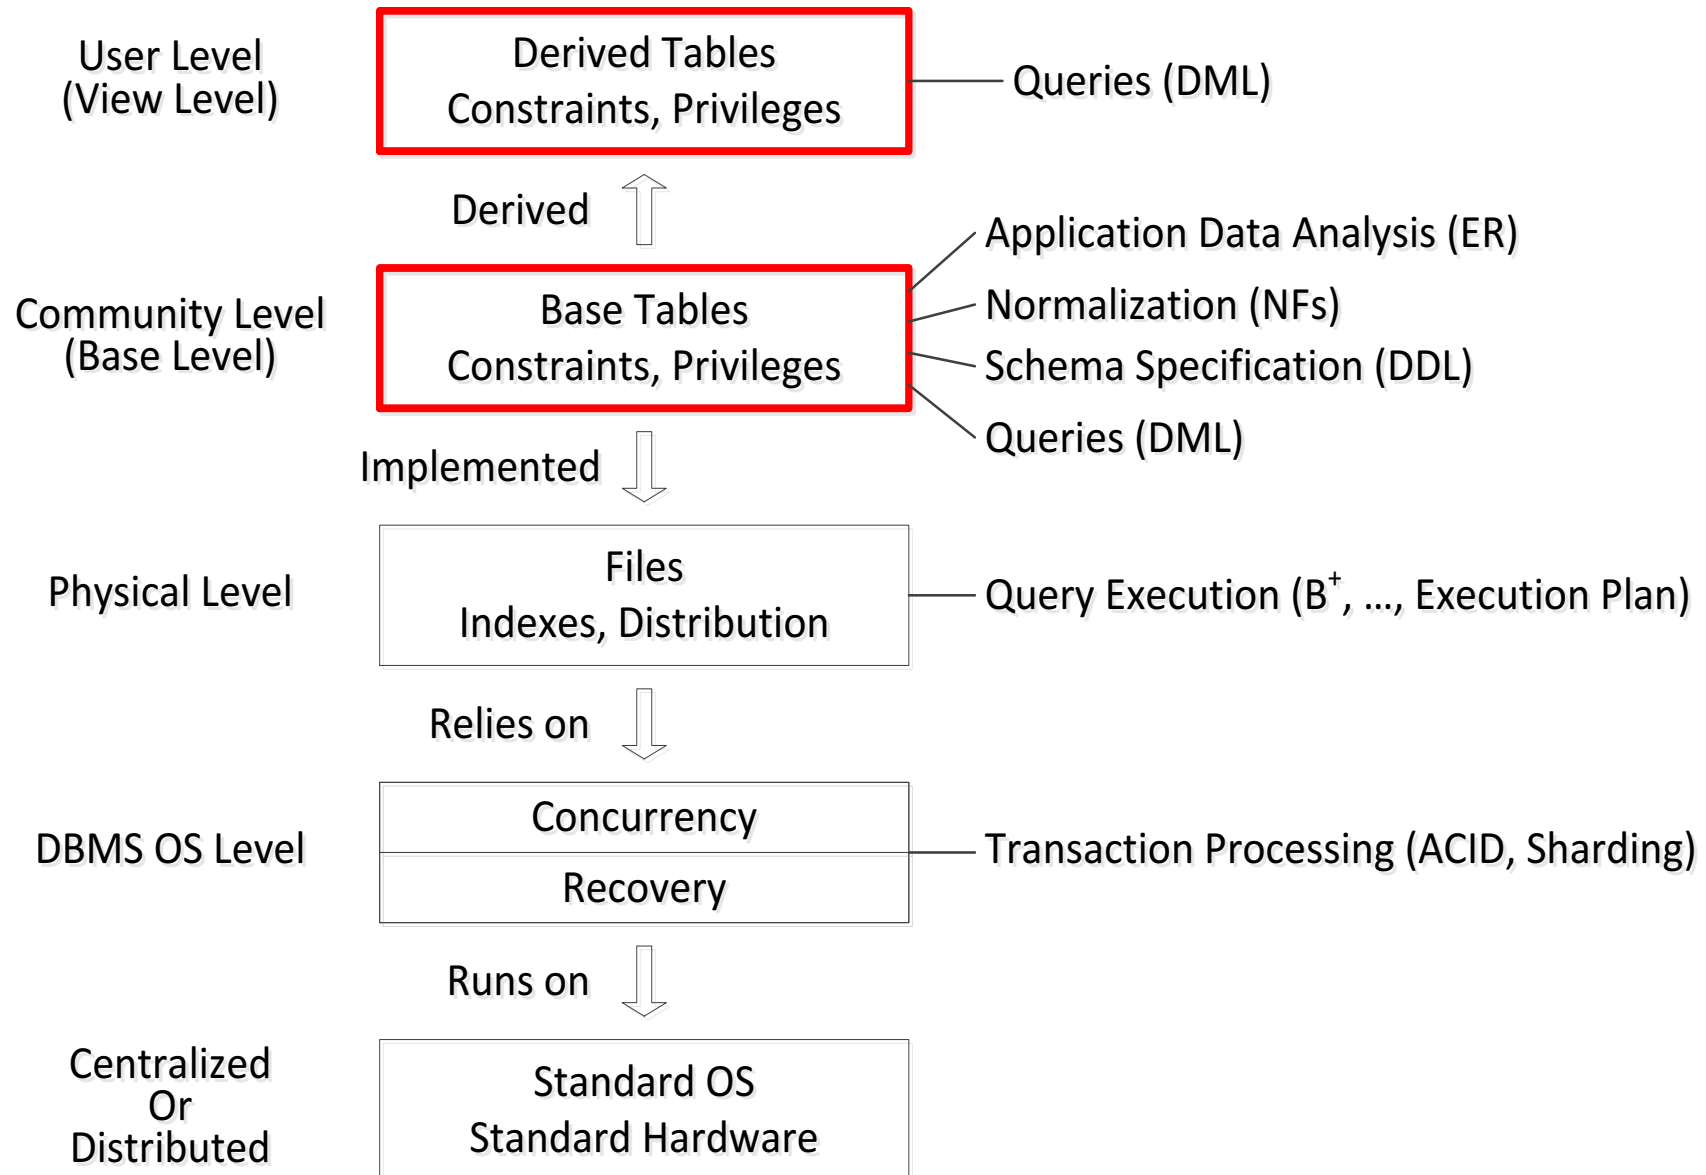 User Level
(View Level)
Derived Tables
Constraints, Privileges
Queries (DML)
Derived
Community Level
(Base Level)
Base Tables
Constraints, Privileges
Application Data Analysis (ER)
Normalization (NFs)
Schema Specification (DDL)
Queries (DML)
Implemented
Physical Level
Files
Indexes, Distribution
Query Execution (B⁺, ..., Execution Plan)
Relies on
DBMS OS Level
Concurrency
Recovery
Transaction Processing (ACID, Sharding)
Runs on
Centralized
Or
Distributed
Standard OS
Standard Hardware